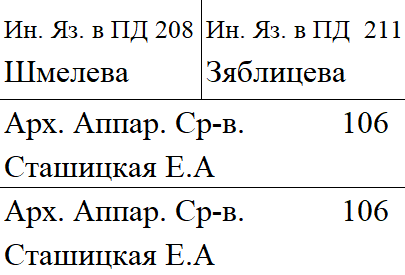 Ин. Яз. в ПД 208 Ин. Яз. в ПД 211
Шмелева Зяблицева
Арх. Аппар. Ср-в. 106
Сташицкая Е.А
Арх. Аппар. Ср-в. 106
Сташицкая Е.А